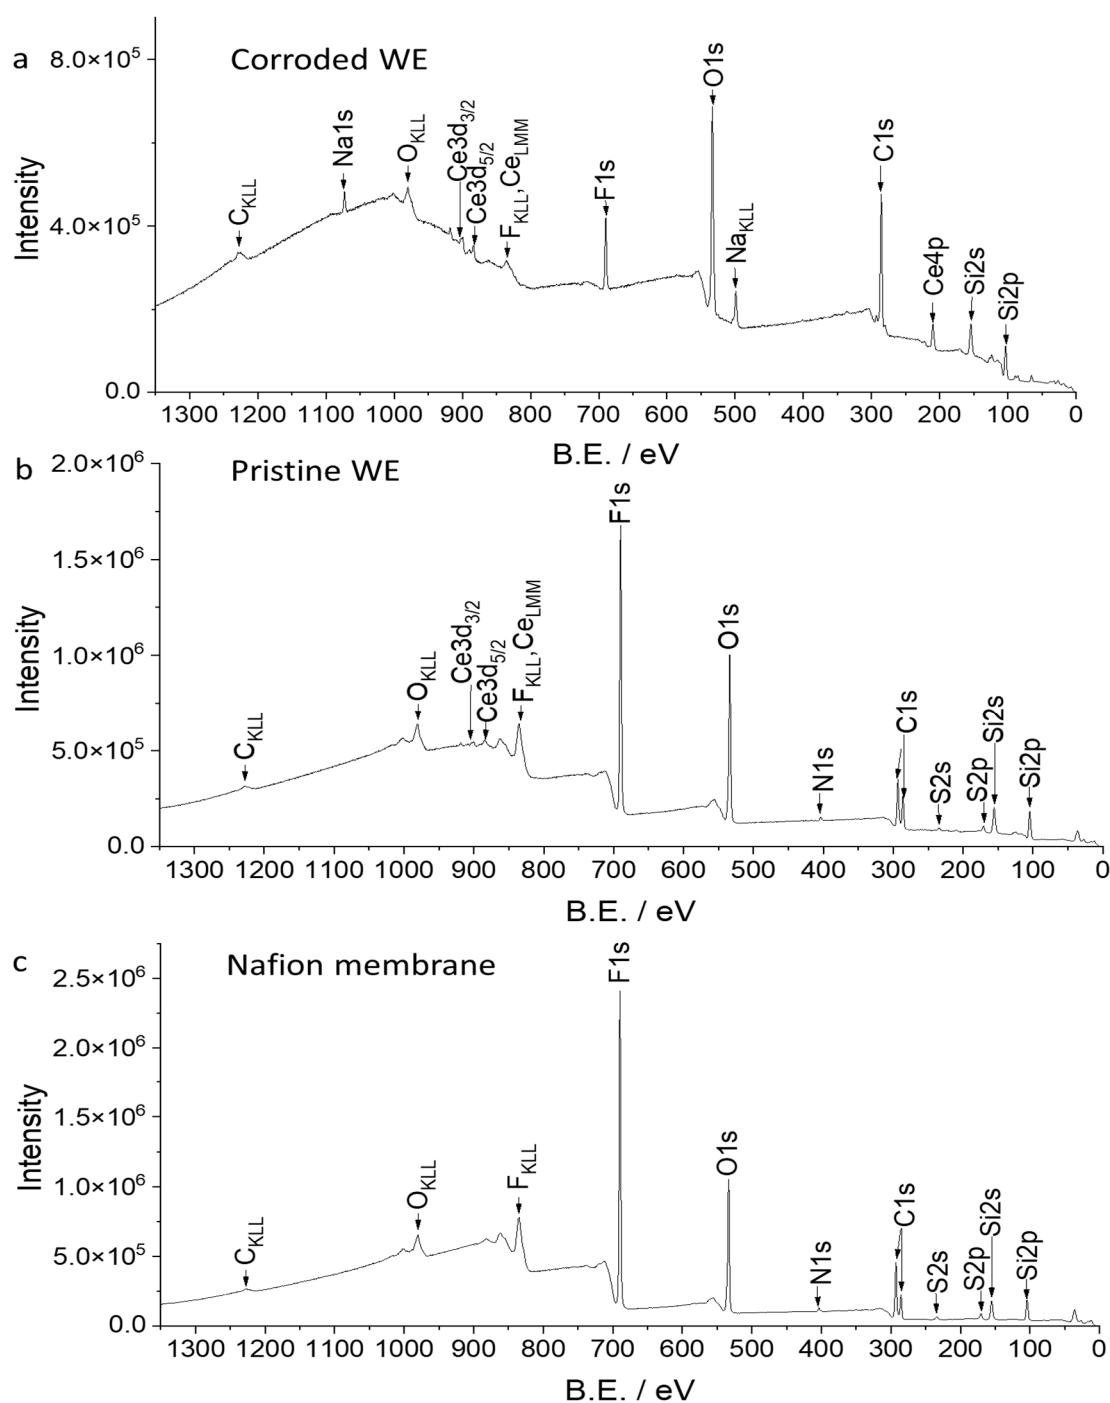 a
Corroded WE
8.0×10⁵
4.0×10⁵
0.0
Intensity
C_KLL
Na1s
O_KLL
Ce3d_3/2
Ce3d_5/2
F_KLL,Ce_LMM
F1s
O1s
Na_KLL
C1s
Ce4p
Si2s
Si2p
1300 1200 1100 1000 900 800 700 600 500 400 300 200 100 0
B.E. / eV
b
Pristine WE
2.0×10⁶
1.5×10⁶
1.0×10⁶
5.0×10⁵
0.0
Intensity
C_KLL
O_KLL
Ce3d_3/2
Ce3d_5/2
F_KLL,Ce_LMM
F1s
O1s
N1s
C1s
S2s
S2p
Si2s
Si2p
1300 1200 1100 1000 900 800 700 600 500 400 300 200 100 0
B.E. / eV
c
Nafion membrane
2.5×10⁶
2.0×10⁶
1.5×10⁶
1.0×10⁶
5.0×10⁵
0.0
Intensity
C_KLL
O_KLL
F_KLL
F1s
O1s
N1s
C1s
S2s
S2p
Si2s
Si2p
1300 1200 1100 1000 900 800 700 600 500 400 300 200 100 0
B.E. / eV